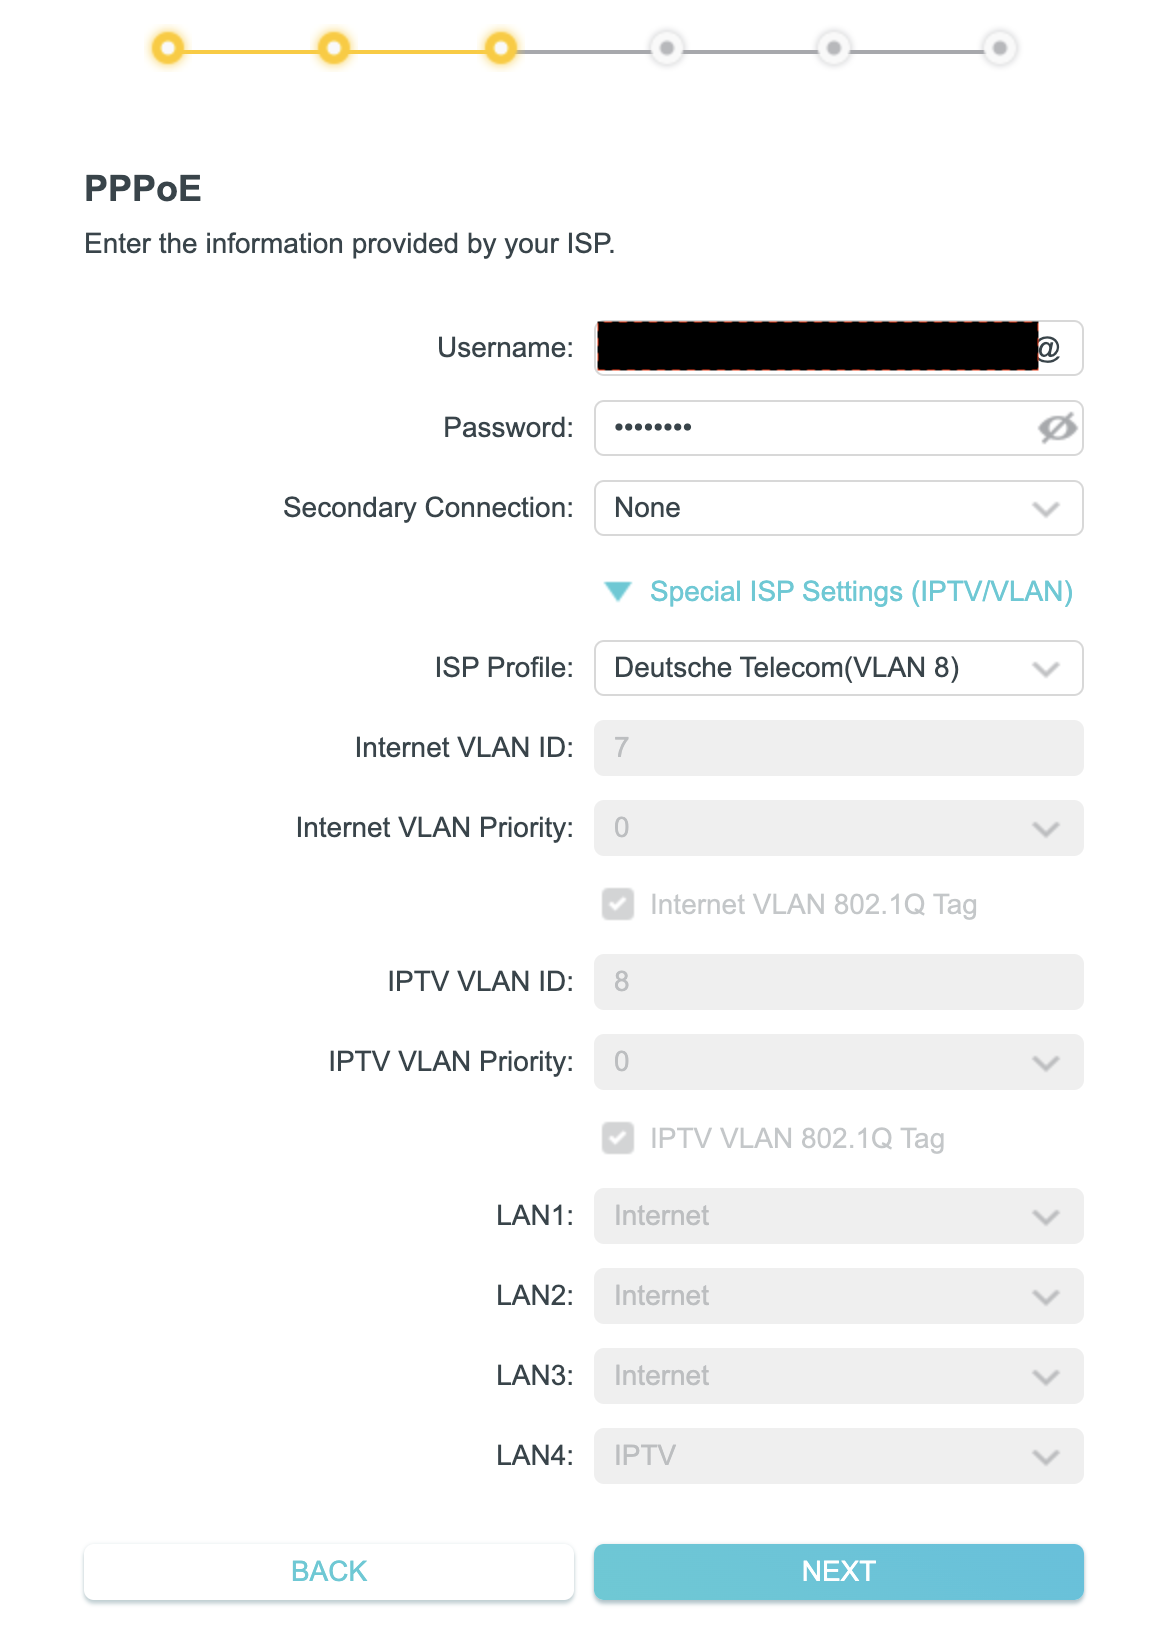 PPPoE
Enter the information provided by your ISP.
Username: @
Password: ••••••••
Secondary Connection: None
Special ISP Settings (IPTV/VLAN)
ISP Profile: Deutsche Telecom(VLAN 8)
Internet VLAN ID: 7
Internet VLAN Priority: 0
Internet VLAN 802.1Q Tag
IPTV VLAN ID: 8
IPTV VLAN Priority: 0
IPTV VLAN 802.1Q Tag
LAN1: Internet
LAN2: Internet
LAN3: Internet
LAN4: IPTV
BACK NEXT